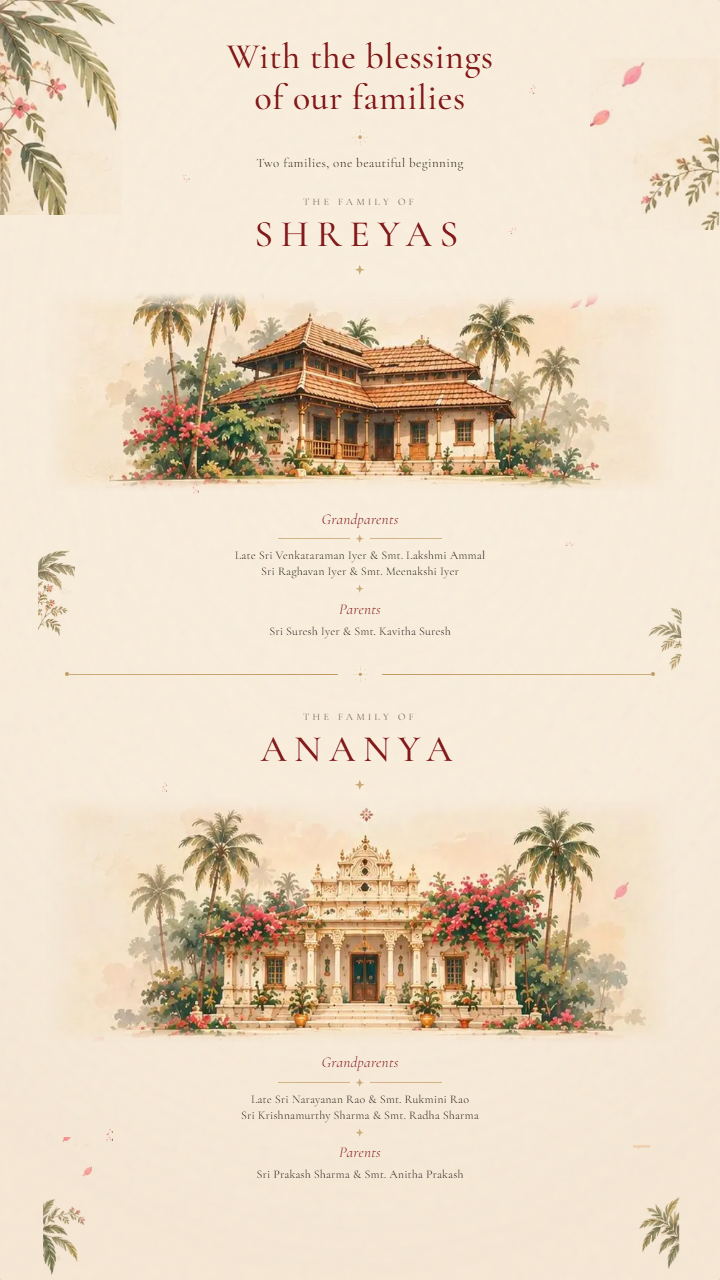 With the blessings
of our families
Two families, one beautiful beginning
THE FAMILY OF
SHREYAS
Grandparents
Late Sri Venkataraman Iyer & Smt. Lakshmi Ammal
Sri Raghavan Iyer & Smt. Meenakshi Iyer
Parents
Sri Suresh Iyer & Smt. Kavitha Suresh
THE FAMILY OF
ANANYA
Grandparents
Late Sri Narayanan Rao & Smt. Rukmini Rao
Sri Krishnamurthy Sharma & Smt. Radha Sharma
Parents
Sri Prakash Sharma & Smt. Anitha Prakash